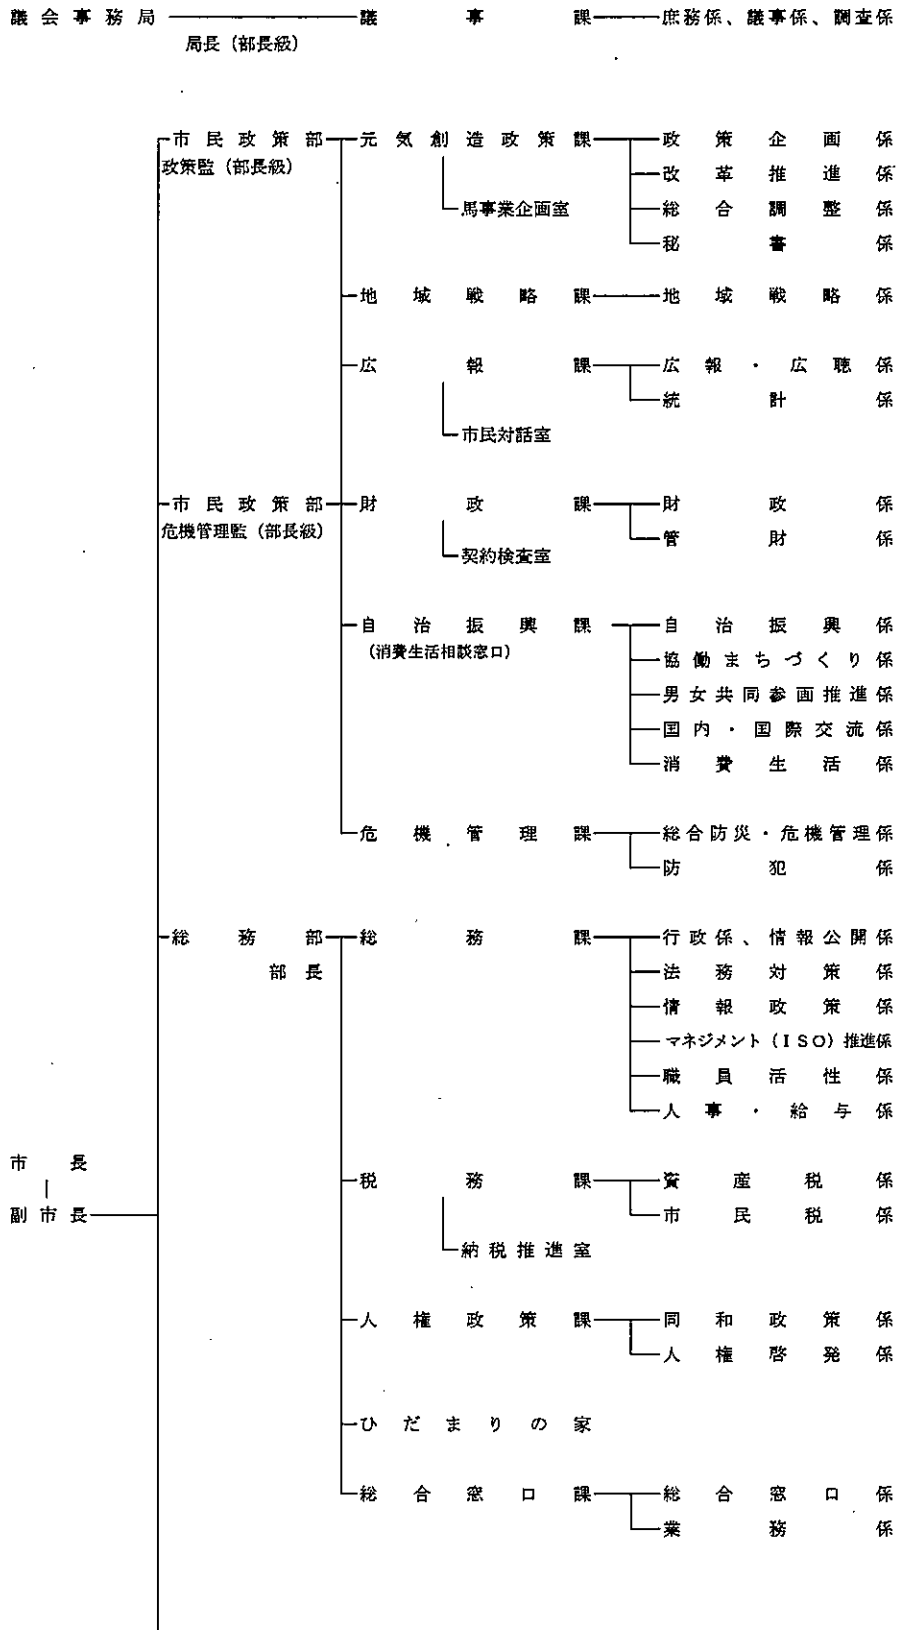 議会事務局 議事課 庶務係、議事係、調査係
局長（部長級）
市民政策部 元気創造政策課 政策企画係
政策監（部長級） 改革推進係
馬事業企画室 総合調整係
秘書係
地域戦略課 地域戦略係
広報課 広報・広聴係
統計係
市民対話室
市民政策部 財政課 財政係
危機管理監（部長級） 管財係
契約検査室
自治振興課 自治振興係
（消費生活相談窓口） 協働まちづくり係
男女共同参画推進係
国内・国際交流係
消費生活係
危機管理課 総合防災・危機管理係
防犯係
総務部 総務課 行政係、情報公開係
部長 法務対策係
情報政策係
マネジメント（ISO）推進係
職員活性係
人事・給与係
市長
税務課 資産税係
副市長 市民税係
納税推進室
人権政策課 同和政策係
人権啓発係
ひだまりの家
総合窓口課 総合窓口係
業務係